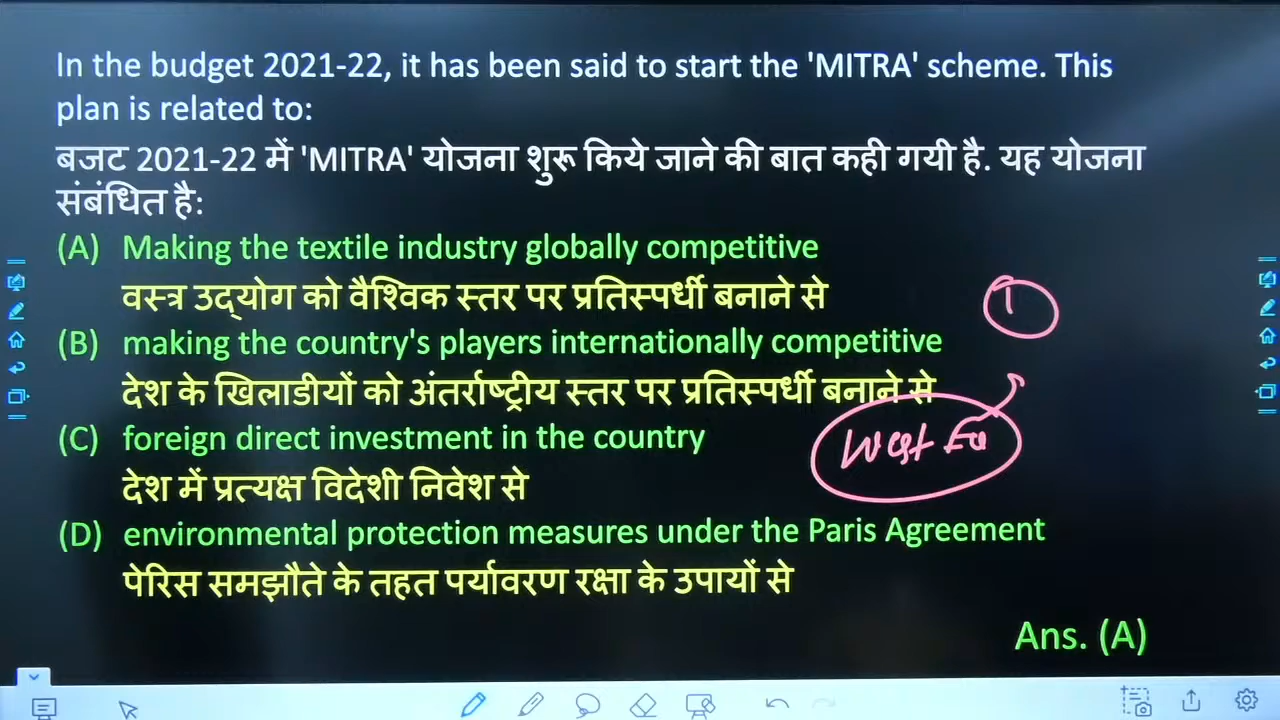 In the budget 2021-22, it has been said to start the 'MITRA' scheme. This
plan is related to:
बजट 2021-22 में 'MITRA' योजना शुरू किये जाने की बात कही गयी है. यह योजना
संबंधित है:
(A) Making the textile industry globally competitive
वस्त्र उद्योग को वैश्विक स्तर पर प्रतिस्पर्धी बनाने से
(B) making the country's players internationally competitive
देश के खिलाडीयों को अंतर्राष्ट्रीय स्तर पर प्रतिस्पर्धी बनाने से
(C) foreign direct investment in the country
देश में प्रत्यक्ष विदेशी निवेश से
(D) environmental protection measures under the Paris Agreement
पेरिस समझौते के तहत पर्यावरण रक्षा के उपायों से
Ans. (A)